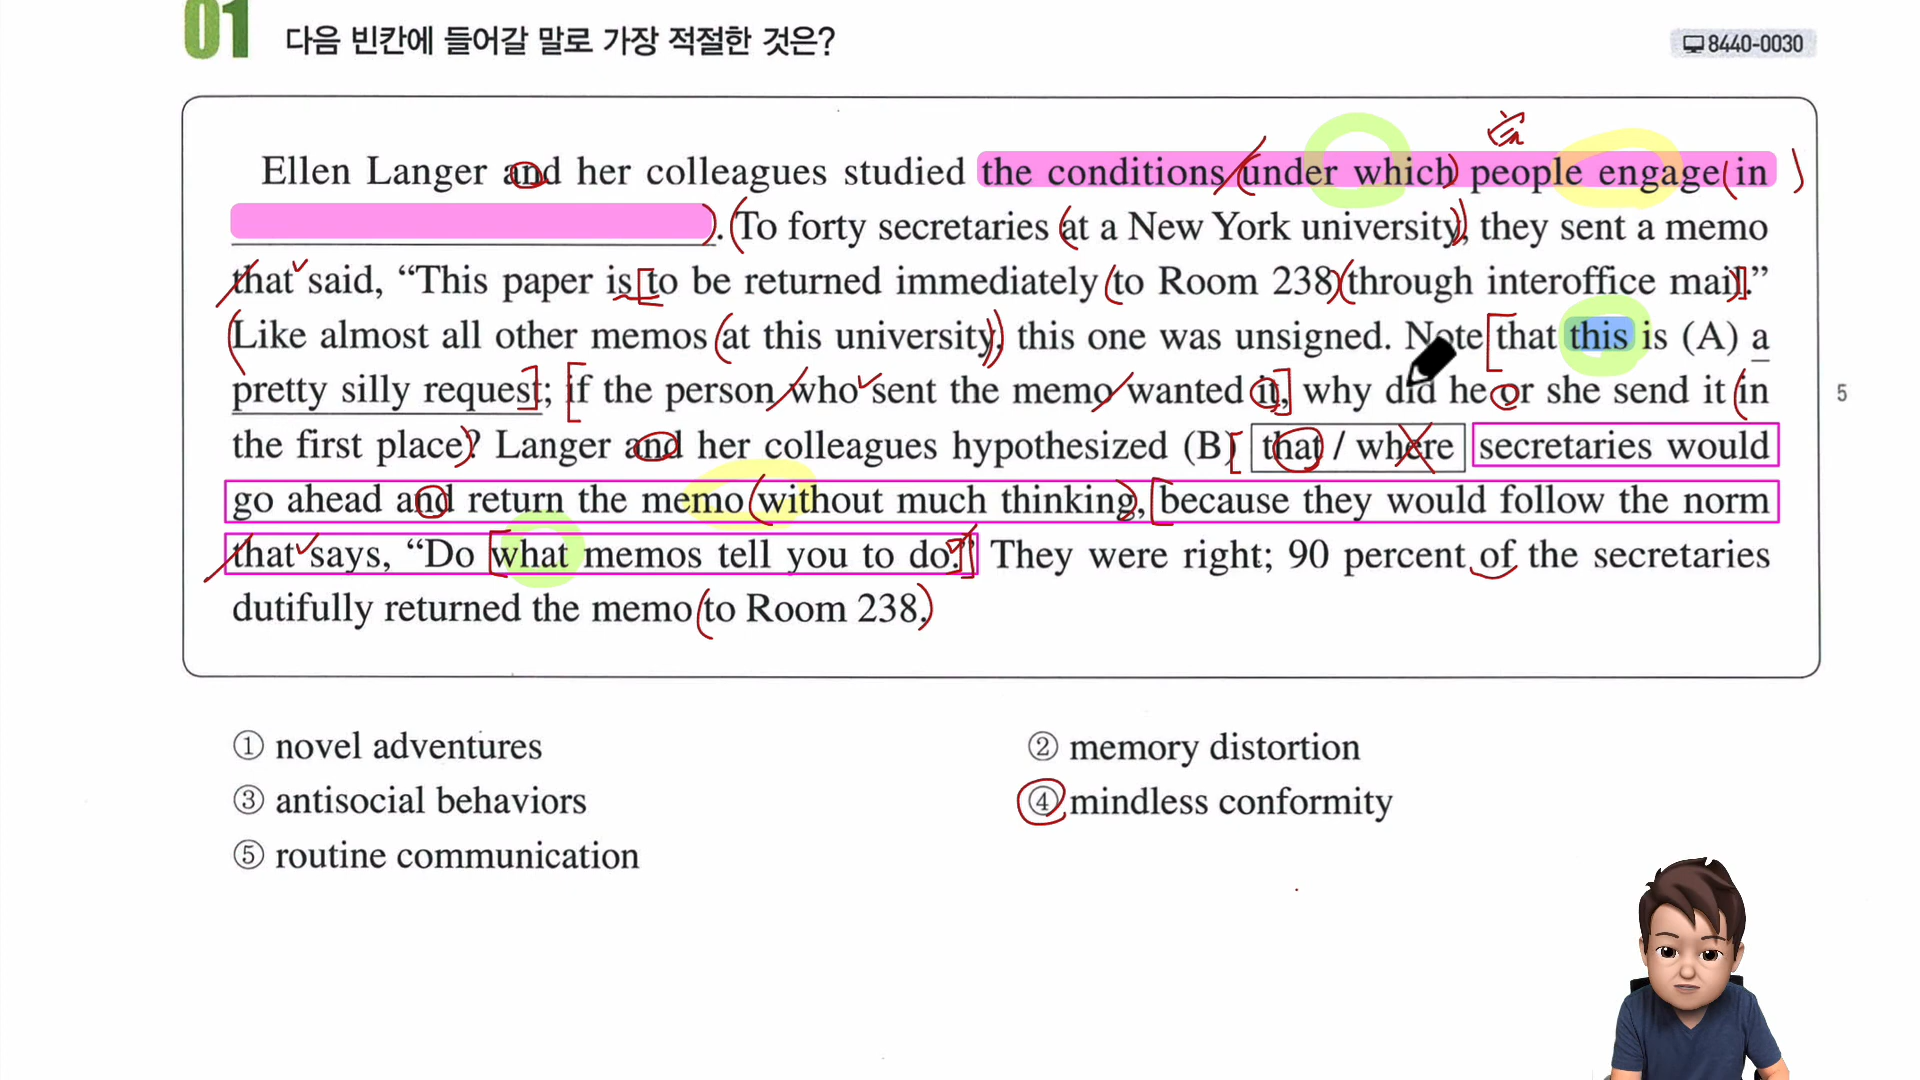 01 다음 빈칸에 들어갈 말로 가장 적절한 것은?
8440-0030
Ellen Langer and her colleagues studied the conditions under which people engage in
. To forty secretaries at a New York university, they sent a memo
that said, “This paper is to be returned immediately to Room 238 through interoffice mail.”
Like almost all other memos at this university, this one was unsigned. Note that this is (A) a
pretty silly request; if the person who sent the memo wanted it, why did he or she send it in
5
the first place? Langer and her colleagues hypothesized (B) that / where secretaries would
go ahead and return the memo without much thinking, because they would follow the norm
that says, “Do what memos tell you to do.” They were right; 90 percent of the secretaries
dutifully returned the memo to Room 238.
① novel adventures
② memory distortion
③ antisocial behaviors
④ mindless conformity
⑤ routine communication